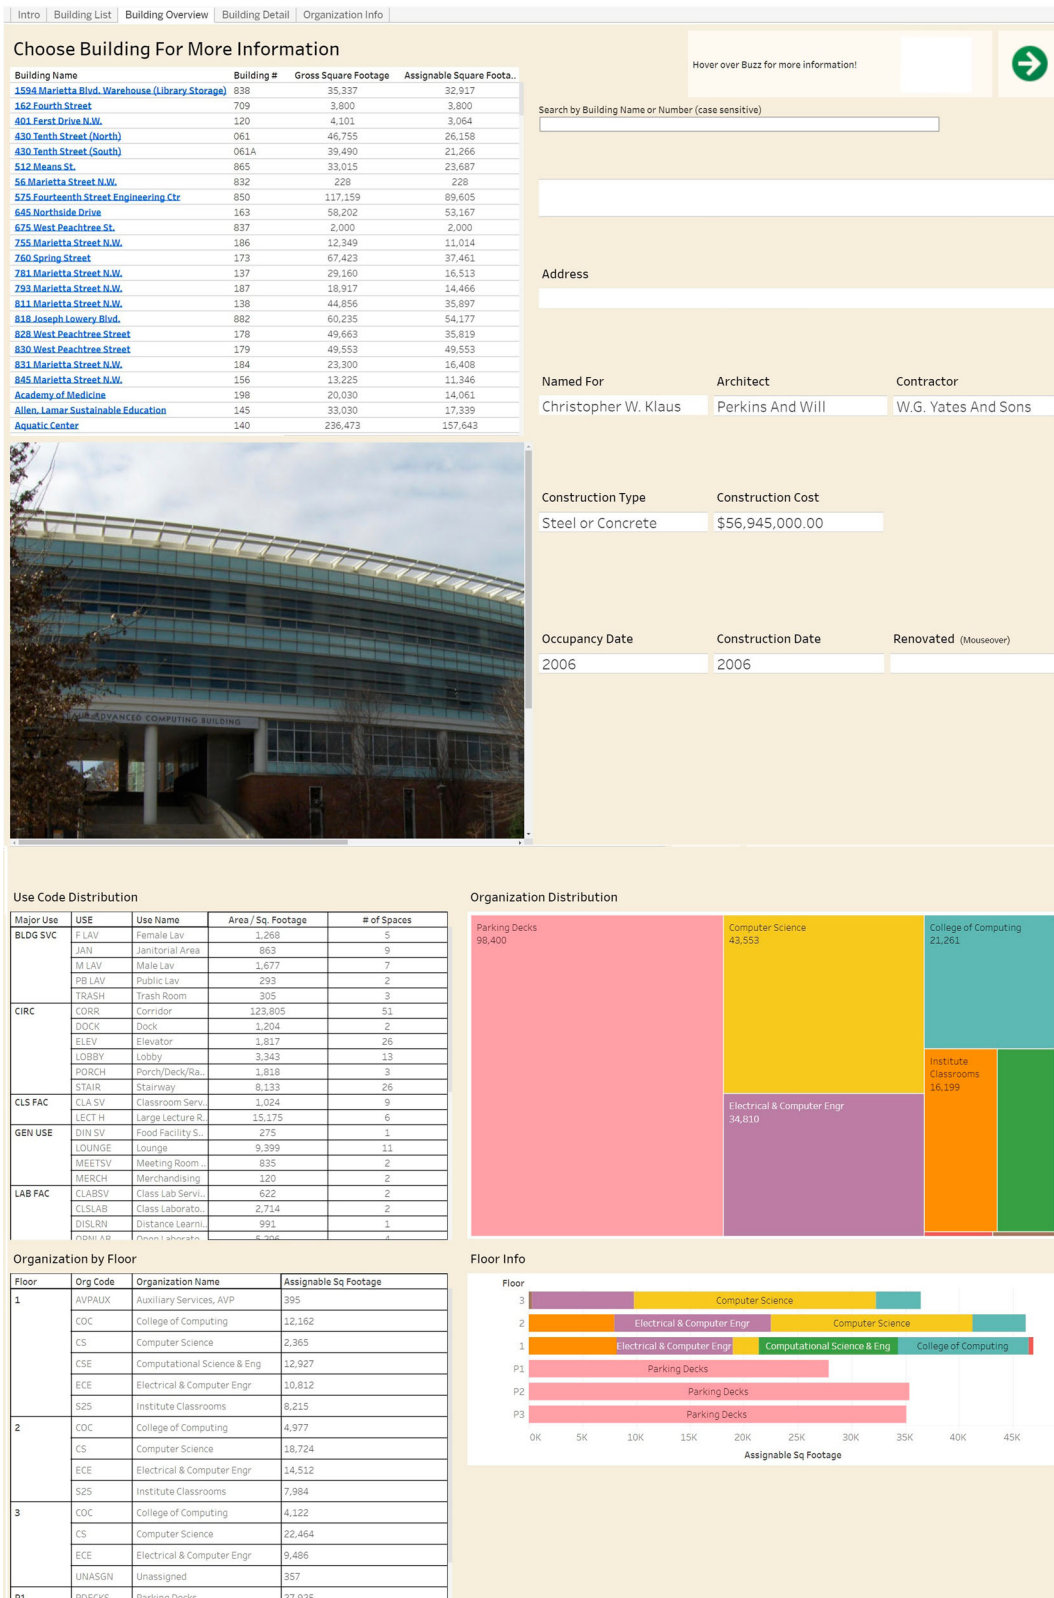 Intro Building List Building Overview Building Detail Organization Info
Choose Building For More Information
Hover over Buzz for more information!
Building Name Building # Gross Square Footage Assignable Square Foota..
1594 Marietta Blvd. Warehouse (Library Storage) 838 35,337 32,917
162 Fourth Street 709 3,800 3,800
401 Ferst Drive N.W. 120 4,101 3,064
430 Tenth Street (North) 061 46,755 26,158
430 Tenth Street (South) 061A 39,490 21,266
512 Means St. 865 33,015 23,687
56 Marietta Street N.W. 832 228 228
575 Fourteenth Street Engineering Ctr 850 117,159 89,605
645 Northside Drive 163 58,202 53,167
675 West Peachtree St. 837 2,000 2,000
755 Marietta Street N.W. 186 12,349 11,014
760 Spring Street 173 67,423 37,461
781 Marietta Street N.W. 137 29,160 16,513
793 Marietta Street N.W. 187 18,917 14,466
811 Marietta Street N.W. 138 44,856 35,897
818 Joseph Lowery Blvd. 882 60,235 54,177
828 West Peachtree Street 178 49,663 35,819
830 West Peachtree Street 179 49,553 49,553
831 Marietta Street N.W. 184 23,300 16,408
845 Marietta Street N.W. 156 13,225 11,346
Academy of Medicine 198 20,030 14,061
Allen, Lamar Sustainable Education 145 33,030 17,339
Aquatic Center 140 236,473 157,643
Search by Building Name or Number (case sensitive)
Address
Named For Architect Contractor
Christopher W. Klaus Perkins And Will W.G. Yates And Sons
Construction Type Construction Cost
Steel or Concrete $56,945,000.00
Occupancy Date Construction Date Renovated (Mouseover)
2006 2006
ADVANCED COMPUTING BUILDING
Use Code Distribution
Major Use USE Use Name Area / Sq. Footage # of Spaces
BLDG SVC F LAV Female Lav 1,268 5
JAN Janitorial Area 863 9
M LAV Male Lav 1,677 7
PB LAV Public Lav 293 2
TRASH Trash Room 305 3
CIRC CORR Corridor 123,805 51
DOCK Dock 1,204 2
ELEV Elevator 1,817 26
LOBBY Lobby 3,343 13
PORCH Porch/Deck/Ra.. 1,818 3
STAIR Stairway 8,133 26
CLS FAC CLA SV Classroom Serv.. 1,024 9
LECT H Large Lecture R.. 15,175 6
GEN USE DIN SV Food Facility S.. 275 1
LOUNGE Lounge 9,399 11
MEETSV Meeting Room .. 835 2
MERCH Merchandising 120 2
LAB FAC CLABSV Class Lab Servi.. 622 2
CLSLAB Class Laborato.. 2,714 2
DISLRN Distance Learni.. 991 1
Organization Distribution
Parking Decks
98,400
Computer Science
43,553
College of Computing
21,261
Electrical & Computer Engr
34,810
Institute
Classrooms
16,199
Organization by Floor
Floor Org Code Organization Name Assignable Sq Footage
1 AVPAUX Auxiliary Services, AVP 395
COC College of Computing 12,162
CS Computer Science 2,365
CSE Computational Science & Eng 12,927
ECE Electrical & Computer Engr 10,812
S25 Institute Classrooms 8,215
2 COC College of Computing 4,977
CS Computer Science 18,724
ECE Electrical & Computer Engr 14,512
S25 Institute Classrooms 7,984
3 COC College of Computing 4,122
CS Computer Science 22,464
ECE Electrical & Computer Engr 9,486
UNASGN Unassigned 357
P1 PDECKS Parking Decks 27,925
Floor Info
Floor
3 Computer Science
2 Electrical & Computer Engr Computer Science
1 Electrical & Computer Engr Computational Science & Eng College of Computing
P1 Parking Decks
P2 Parking Decks
P3 Parking Decks
0K 5K 10K 15K 20K 25K 30K 35K 40K 45K
Assignable Sq Footage